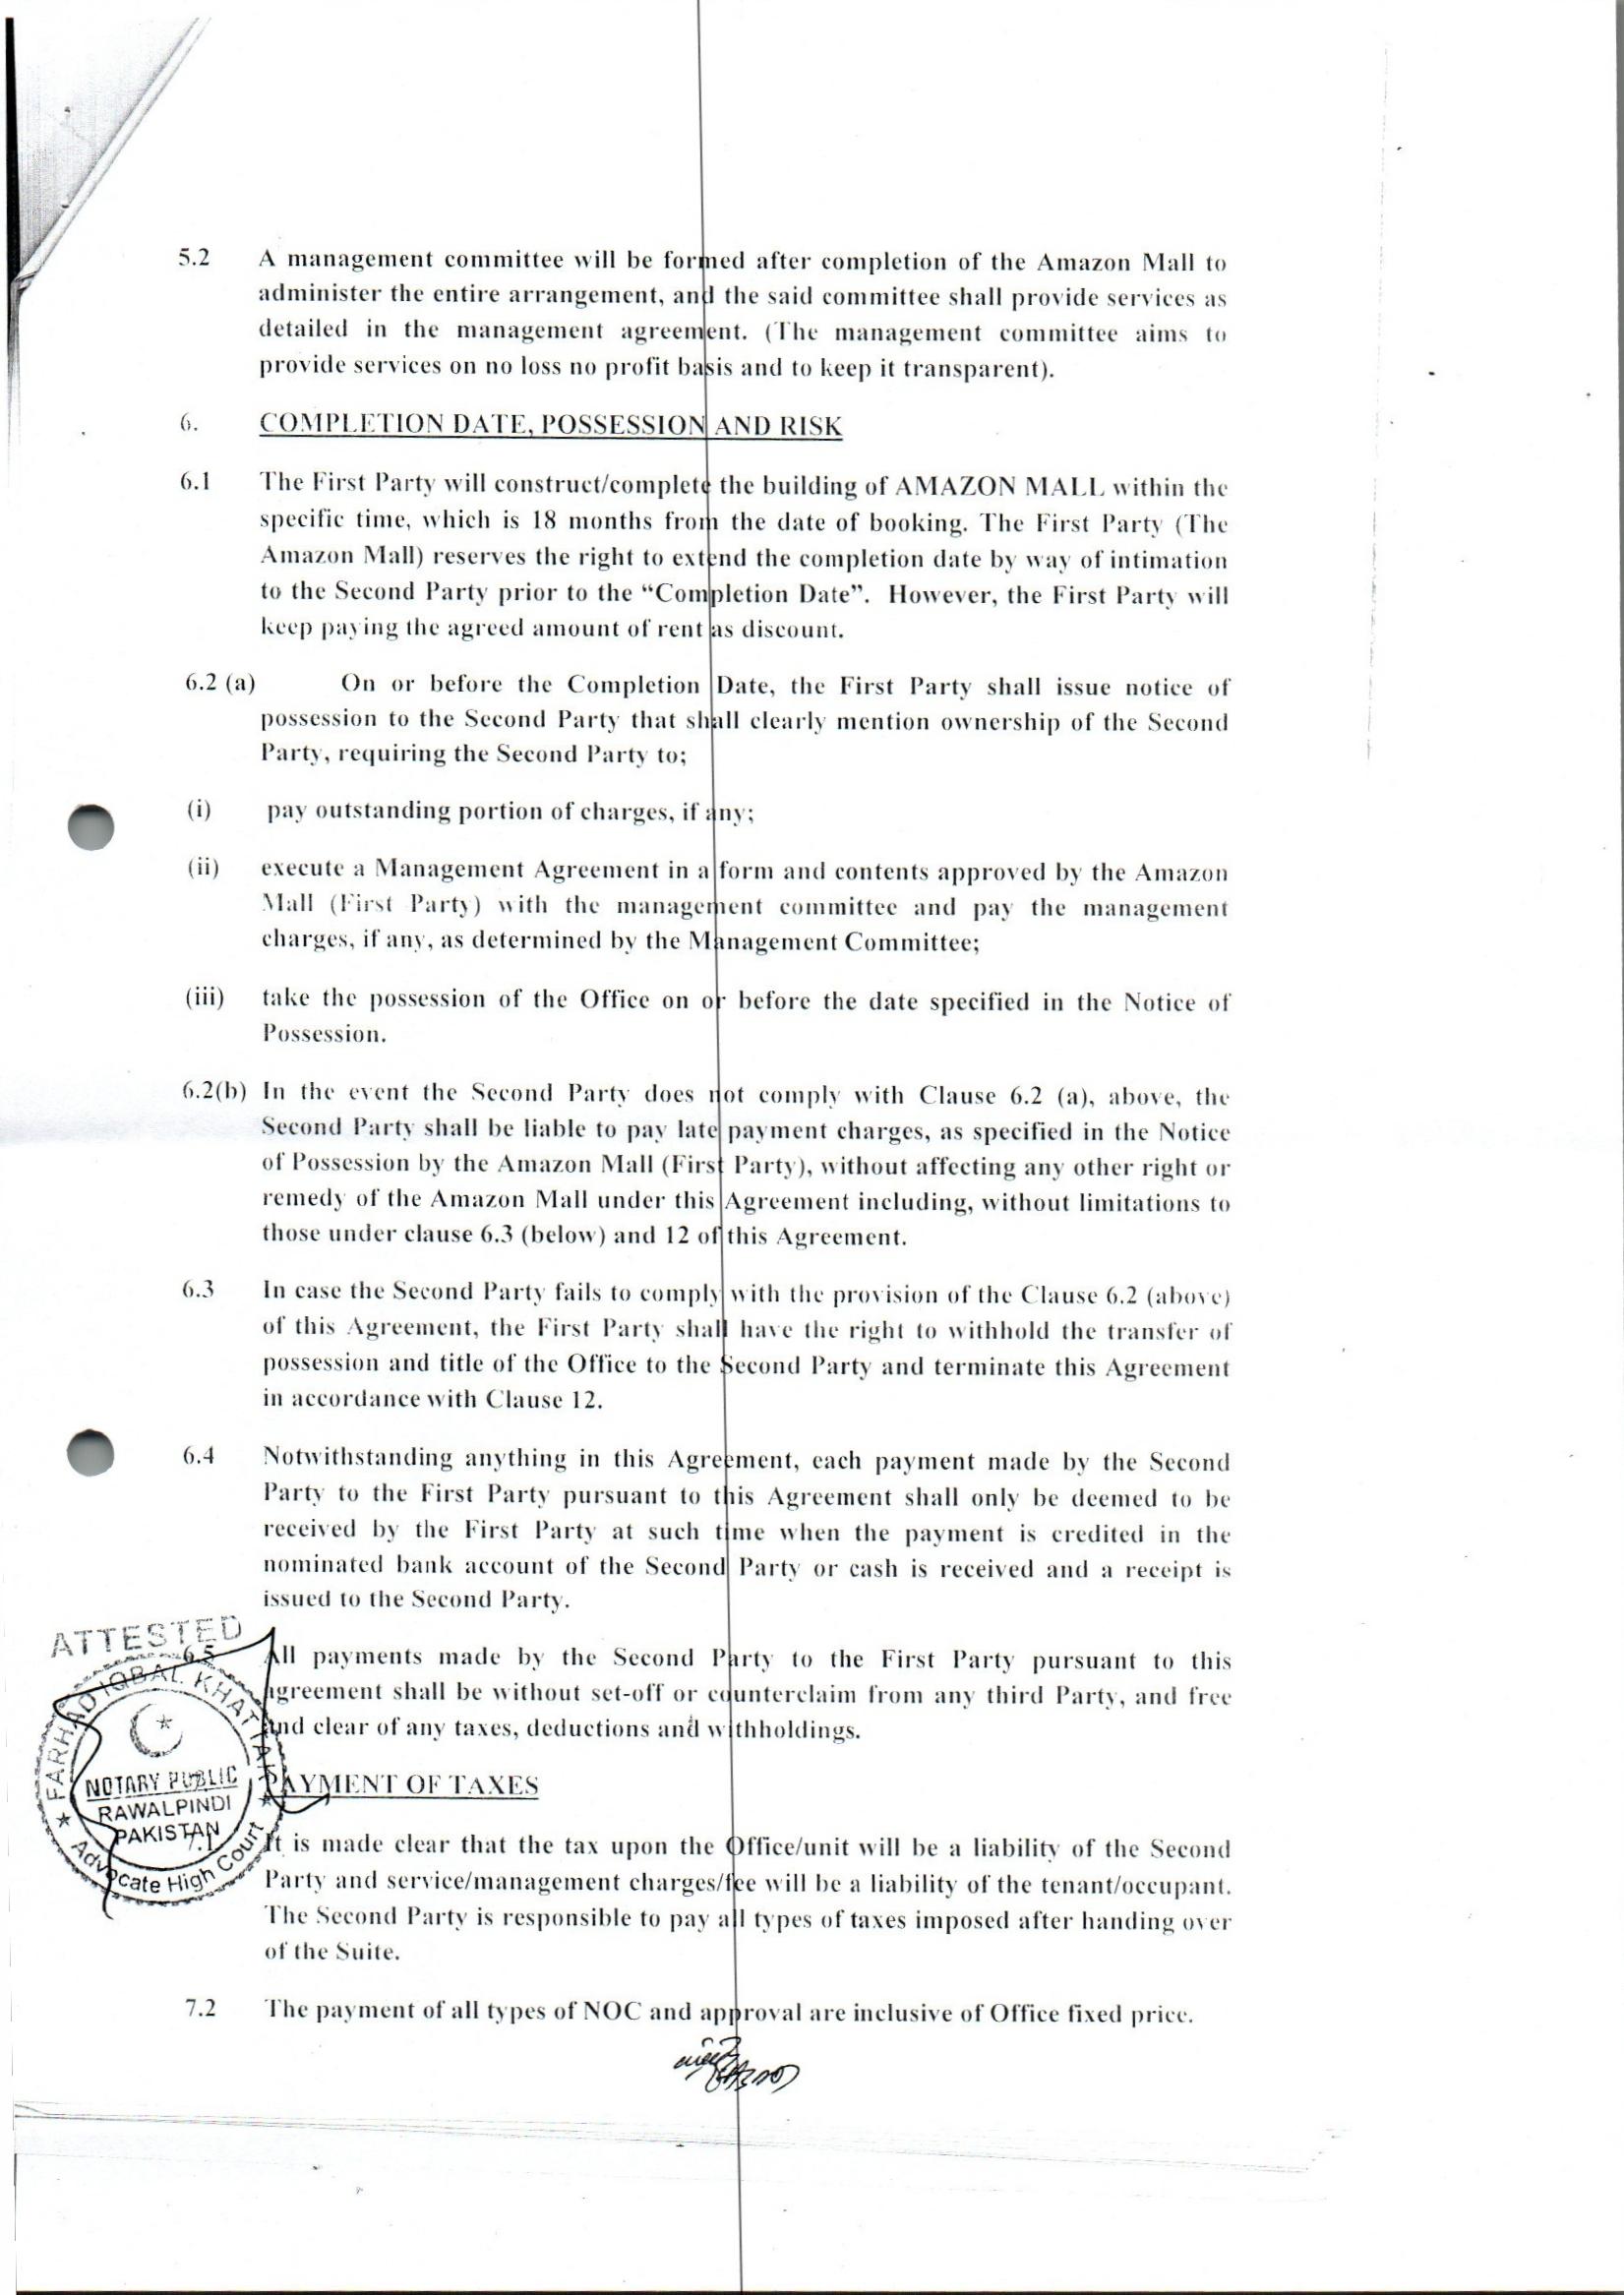 5.2 A management committee will be formed after completion of the Amazon Mall to
administer the entire arrangement, and the said committee shall provide services as
detailed in the management agreement. (The management committee aims to
provide services on no loss no profit basis and to keep it transparent).
6. COMPLETION DATE, POSSESSION AND RISK
6.1 The First Party will construct/complete the building of AMAZON MALL within the
specific time, which is 18 months from the date of booking. The First Party (The
Amazon Mall) reserves the right to extend the completion date by way of intimation
to the Second Party prior to the “Completion Date”. However, the First Party will
keep paying the agreed amount of rent as discount.
6.2 (a) On or before the Completion Date, the First Party shall issue notice of
possession to the Second Party that shall clearly mention ownership of the Second
Party, requiring the Second Party to;
(i) pay outstanding portion of charges, if any;
(ii) execute a Management Agreement in a form and contents approved by the Amazon
Mall (First Party) with the management committee and pay the management
charges, if any, as determined by the Management Committee;
(iii) take the possession of the Office on or before the date specified in the Notice of
Possession.
6.2(b) In the event the Second Party does not comply with Clause 6.2 (a), above, the
Second Party shall be liable to pay late payment charges, as specified in the Notice
of Possession by the Amazon Mall (First Party), without affecting any other right or
remedy of the Amazon Mall under this Agreement including, without limitations to
those under clause 6.3 (below) and 12 of this Agreement.
6.3 In case the Second Party fails to comply with the provision of the Clause 6.2 (above)
of this Agreement, the First Party shall have the right to withhold the transfer of
possession and title of the Office to the Second Party and terminate this Agreement
in accordance with Clause 12.
6.4 Notwithstanding anything in this Agreement, each payment made by the Second
Party to the First Party pursuant to this Agreement shall only be deemed to be
received by the First Party at such time when the payment is credited in the
nominated bank account of the Second Party or cash is received and a receipt is
issued to the Second Party.
ATTESTED
6.5 All payments made by the Second Party to the First Party pursuant to this
agreement shall be without set-off or counterclaim from any third Party, and free
and clear of any taxes, deductions and withholdings.
FARHAD IQBAL KHATTAK
NOTARY PUBLIC
RAWALPINDI
PAKISTAN
Advocate High Court
PAYMENT OF TAXES
7.1 It is made clear that the tax upon the Office/unit will be a liability of the Second
Party and service/management charges/fee will be a liability of the tenant/occupant.
The Second Party is responsible to pay all types of taxes imposed after handing over
of the Suite.
7.2 The payment of all types of NOC and approval are inclusive of Office fixed price.